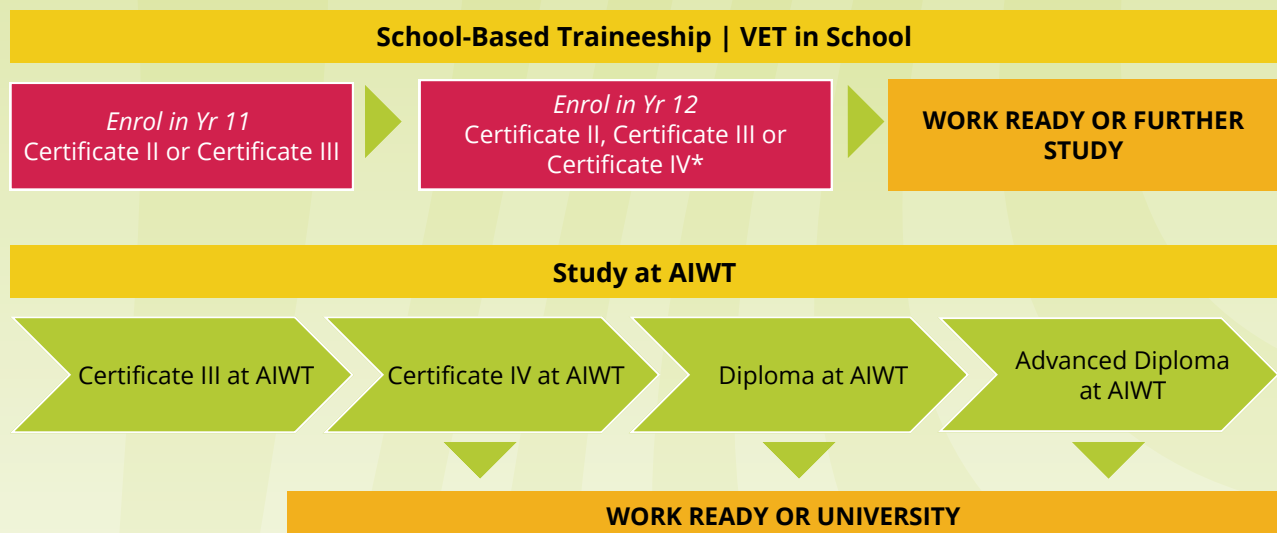 School-Based Traineeship | VET in School
Enrol in Yr 11
Certificate II or Certificate III
Enrol in Yr 12
Certificate II, Certificate III or
Certificate IV*
WORK READY OR FURTHER
STUDY
Study at AIWT
Certificate III at AIWT
Certificate IV at AIWT
Diploma at AIWT
Advanced Diploma
at AIWT
WORK READY OR UNIVERSITY